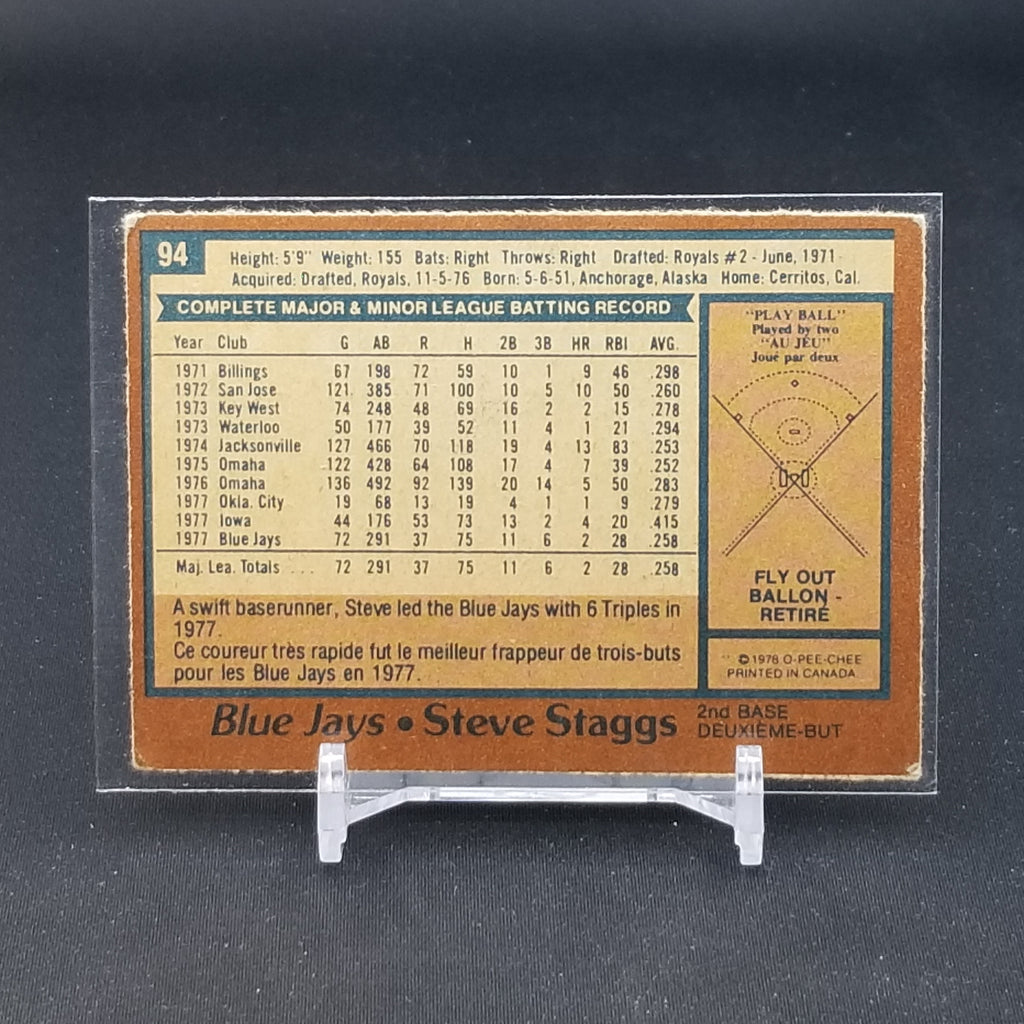 94
Height: 5'9" Weight: 155 Bats: Right Throws: Right Drafted: Royals #2 - June, 1971
Acquired: Drafted, Royals, 11-5-76 Born: 5-6-51, Anchorage, Alaska Home: Cerritos, Cal.
COMPLETE MAJOR & MINOR LEAGUE BATTING RECORD
Year Club G AB R H 2B 3B HR RBI AVG.
1971 Billings 67 198 72 59 10 1 9 46 .298
1972 San Jose 121 385 71 100 10 5 10 50 .260
1973 Key West 74 248 48 69 16 2 2 15 .278
1973 Waterloo 50 177 39 52 11 4 1 21 .294
1974 Jacksonville 127 466 70 118 19 4 13 83 .253
1975 Omaha 122 428 64 108 17 4 7 39 .252
1976 Omaha 136 492 92 139 20 14 5 50 .283
1977 Okla. City 19 68 13 19 4 1 1 9 .279
1977 Iowa 44 176 53 73 13 2 4 20 .415
1977 Blue Jays 72 291 37 75 11 6 2 28 .258
Maj. Lea. Totals ... 72 291 37 75 11 6 2 28 .258
A swift baserunner, Steve led the Blue Jays with 6 Triples in
1977.
Ce coureur très rapide fut le meilleur frappeur de trois-buts
pour les Blue Jays en 1977.
"PLAY BALL"
Played by two
"AU JEU"
Joué par deux
FLY OUT
BALLON -
RETIRÉ
© 1978 O-PEE-CHEE
PRINTED IN CANADA
Blue Jays • Steve Staggs
2nd BASE
DEUXIÈME-BUT